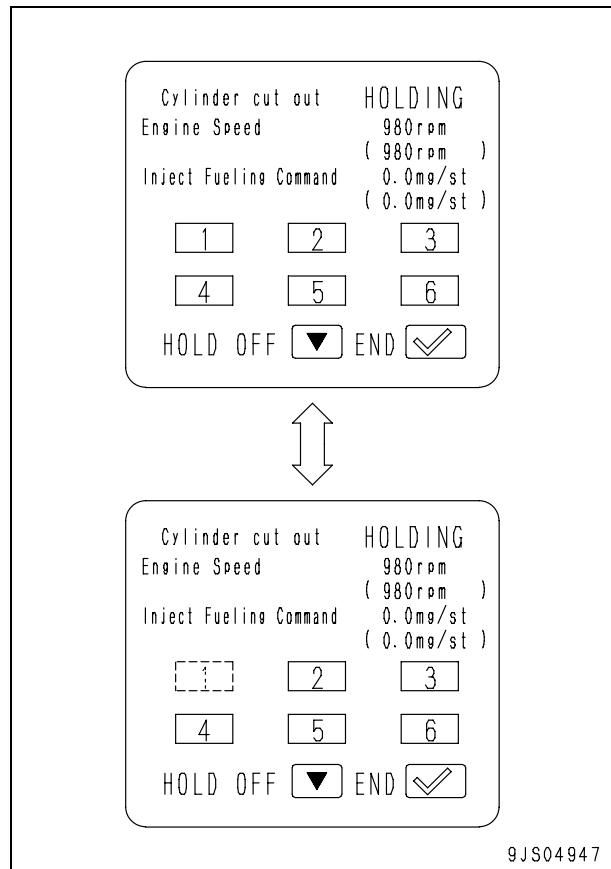 Cylinder cut out HOLDING
Engine Speed 980rpm
( 980rpm )
Inject Fueling Command 0.0mg/st
( 0.0mg/st )
1 2 3
4 5 6
HOLD OFF ▼ END ✓
Cylinder cut out HOLDING
Engine Speed 980rpm
( 980rpm )
Inject Fueling Command 0.0mg/st
( 0.0mg/st )
1 2 3
4 5 6
HOLD OFF ▼ END ✓
9JS04947